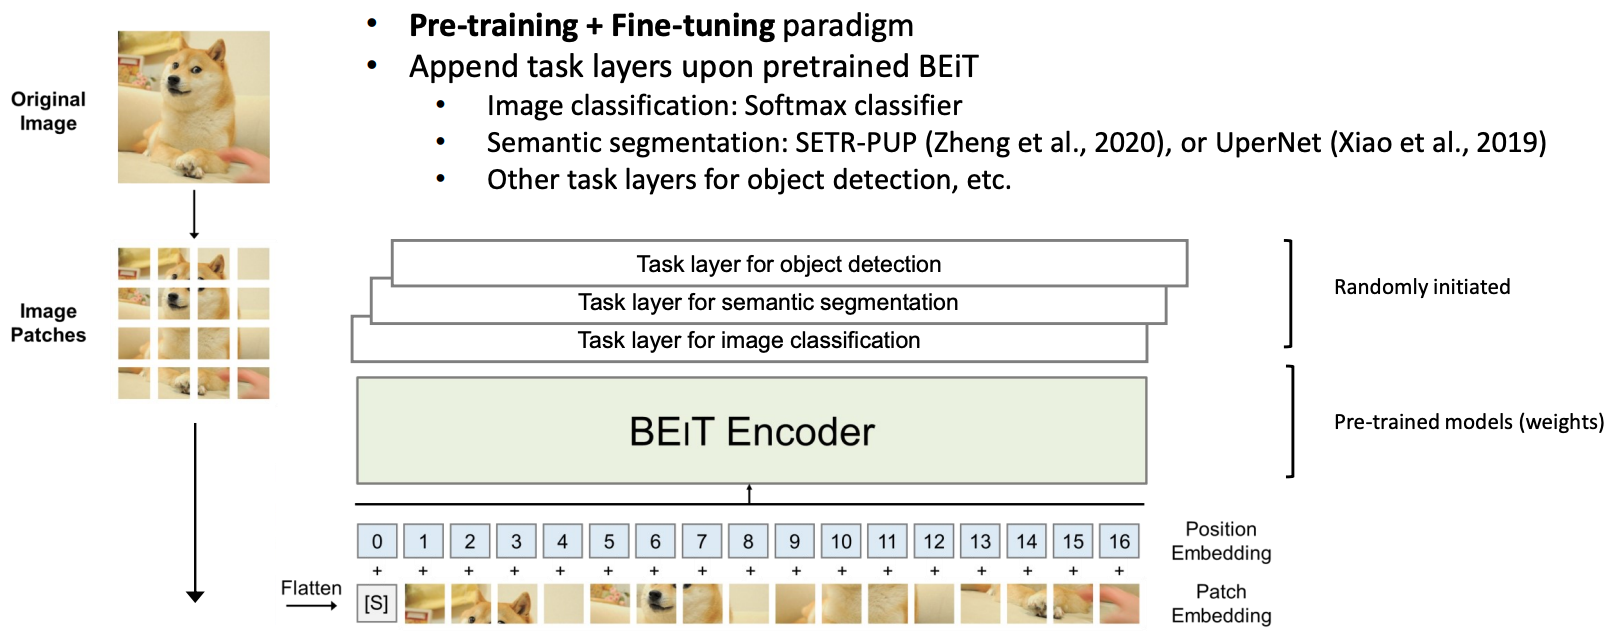 • Pre-training + Fine-tuning paradigm
• Append task layers upon pretrained BEiT
• Image classification: Softmax classifier
• Semantic segmentation: SETR-PUP (Zheng et al., 2020), or UperNet (Xiao et al., 2019)
• Other task layers for object detection, etc.
Original
Image
Image
Patches
Task layer for object detection
Task layer for semantic segmentation
Task layer for image classification
Randomly initiated
BEIT Encoder
Pre-trained models (weights)
0 1 2 3 4 5 6 7 8 9 10 11 12 13 14 15 16
Position
Embedding
+ + + + + + + + + + + + + + + + +
Flatten
[S]
Patch
Embedding